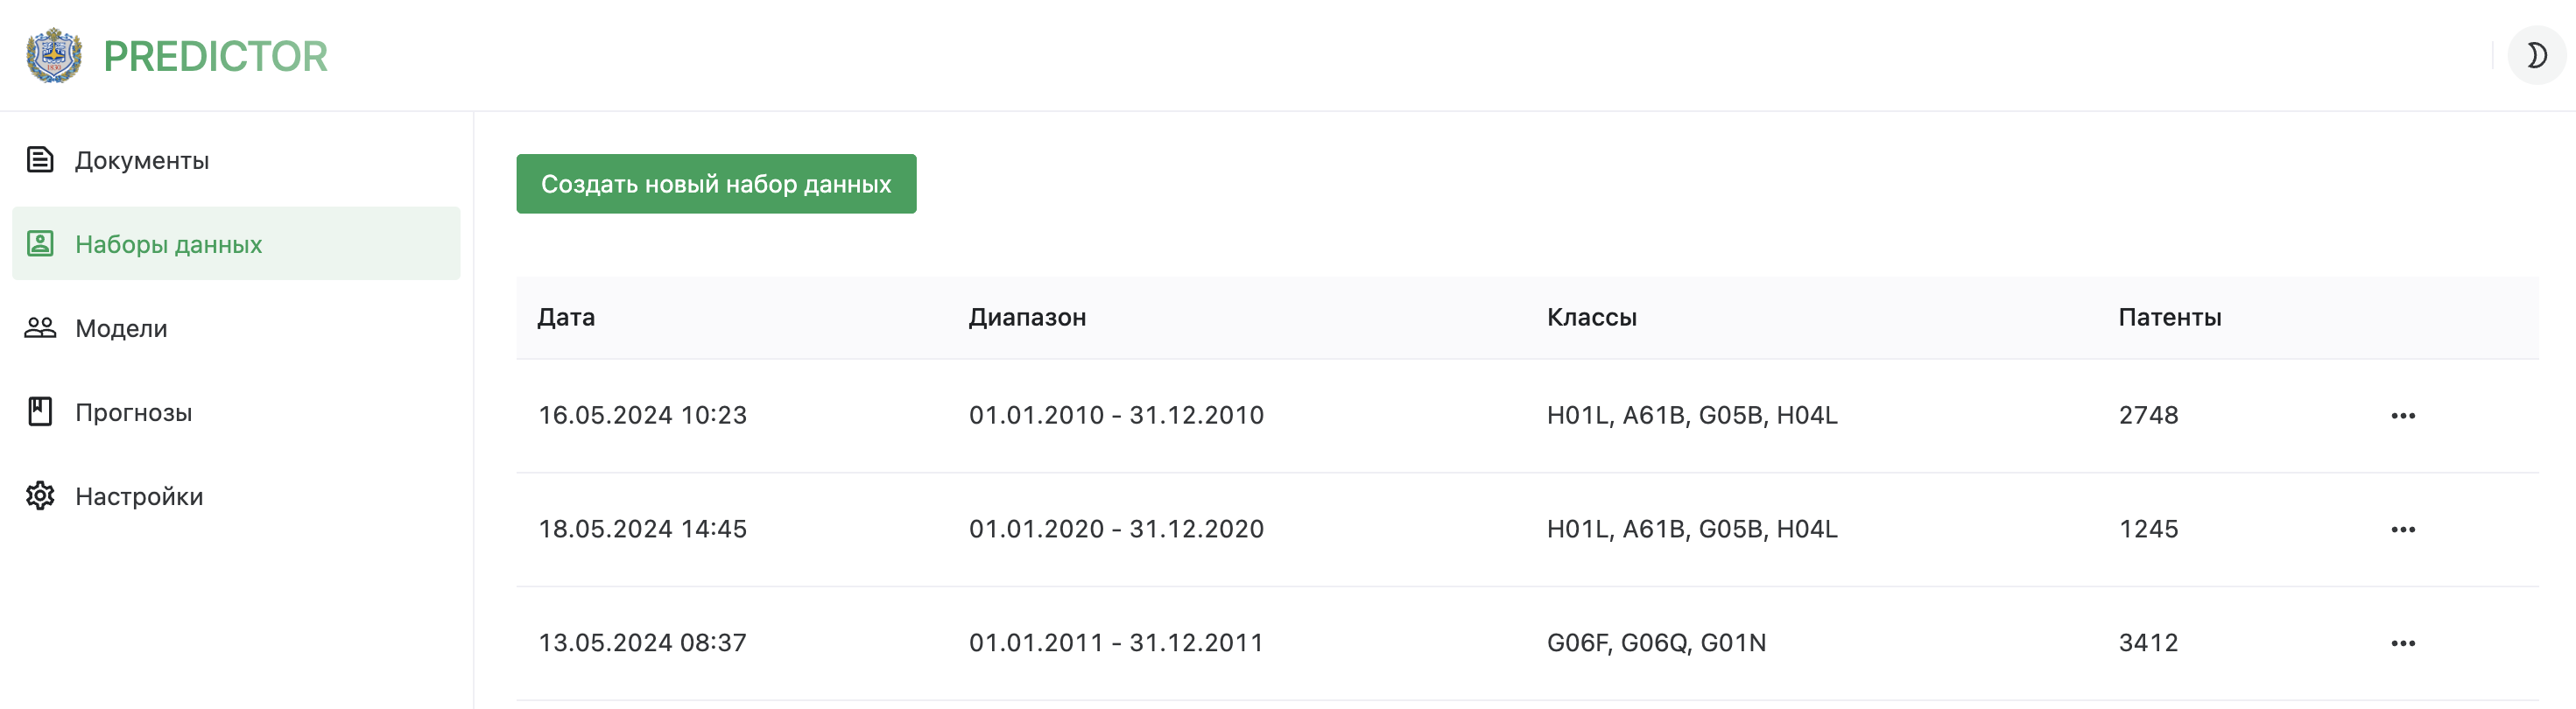 PREDICTOR
Документы
Наборы данных
Модели
Прогнозы
Настройки
Создать новый набор данных
Дата Диапазон Классы Патенты
16.05.2024 10:23 01.01.2010 - 31.12.2010 H01L, A61B, G05B, H04L 2748
18.05.2024 14:45 01.01.2020 - 31.12.2020 H01L, A61B, G05B, H04L 1245
13.05.2024 08:37 01.01.2011 - 31.12.2011 G06F, G06Q, G01N 3412